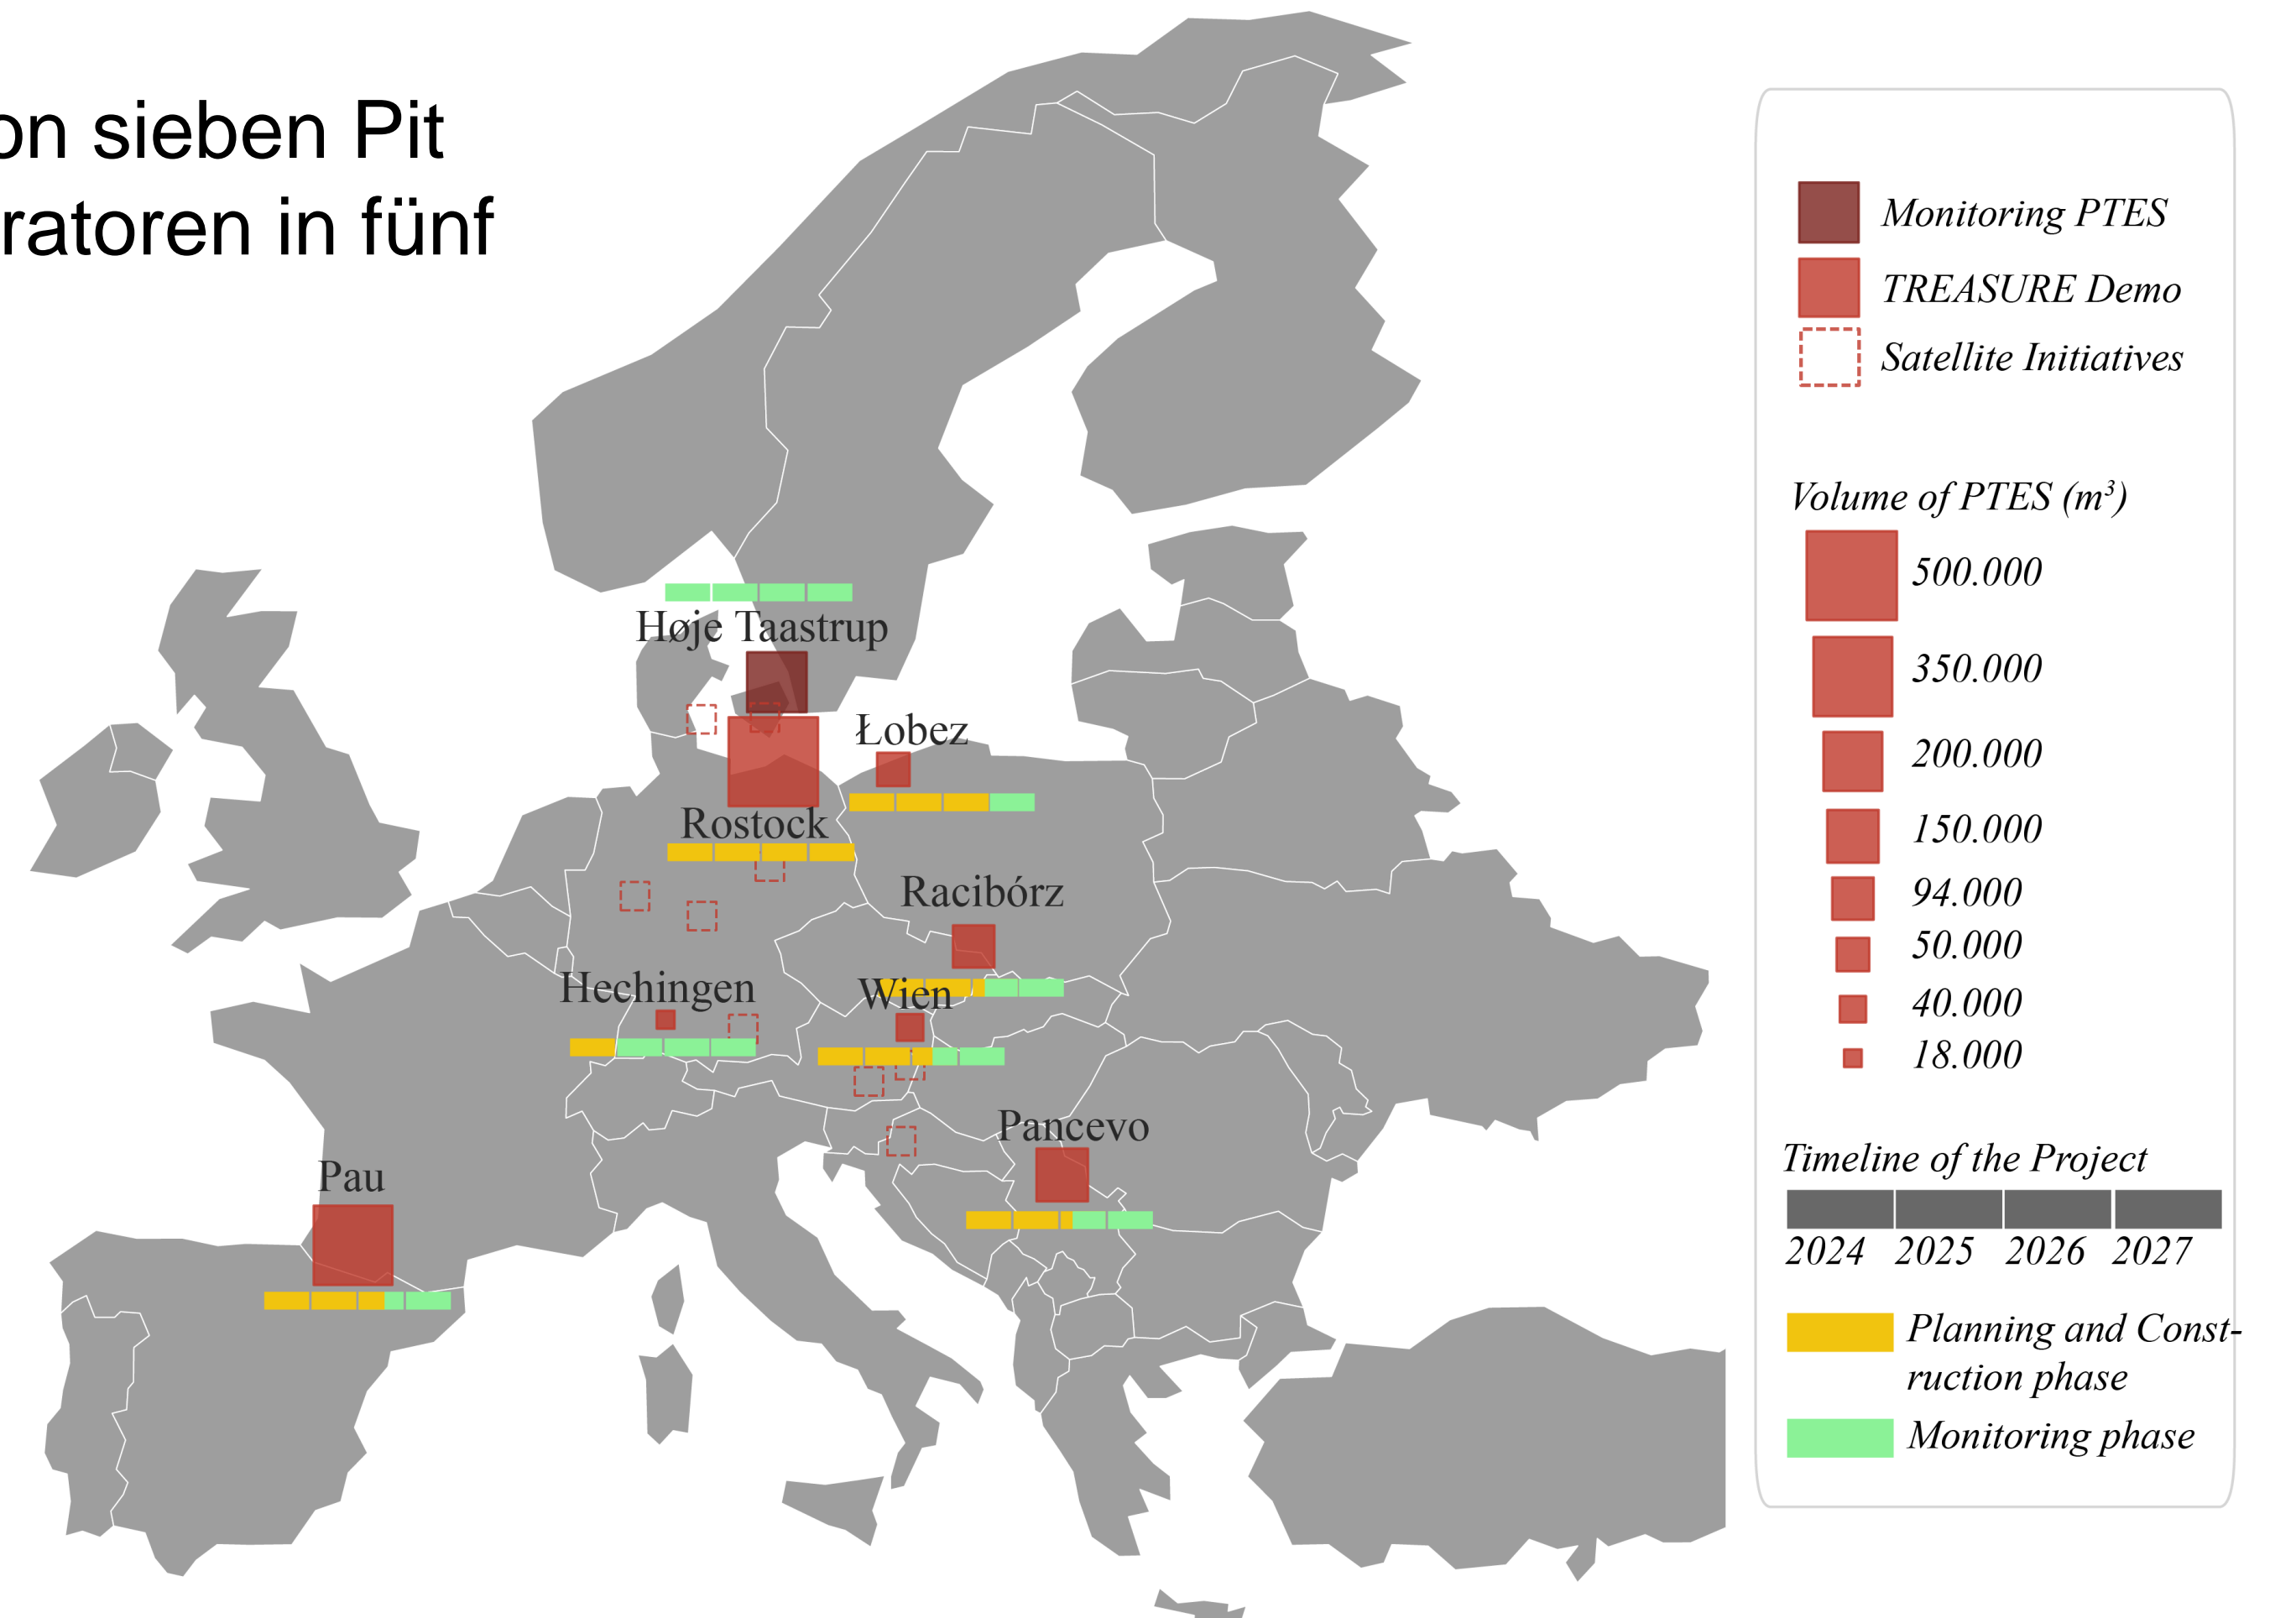 on sieben Pit
ratoren in fünf
Høje Taastrup
Łobez
Rostock
Racibórz
Hechingen
Wien
Pancevo
Pau
Monitoring PTES
TREASURE Demo
Satellite Initiatives
Volume of PTES (m³)
500.000
350.000
200.000
150.000
94.000
50.000
40.000
18.000
Timeline of the Project
2024 2025 2026 2027
Planning and Const-
ruction phase
Monitoring phase